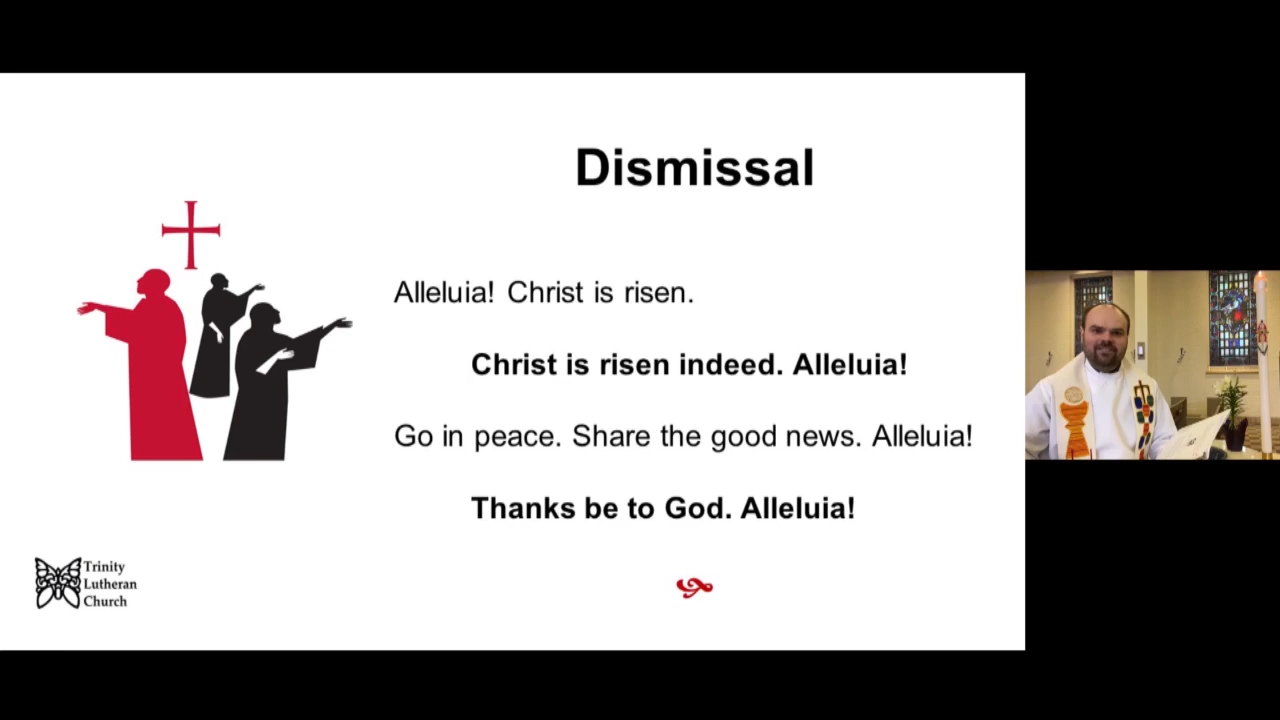 Dismissal
Alleluia! Christ is risen.
Christ is risen indeed. Alleluia!
Go in peace. Share the good news. Alleluia!
Thanks be to God. Alleluia!
Trinity
Lutheran
Church